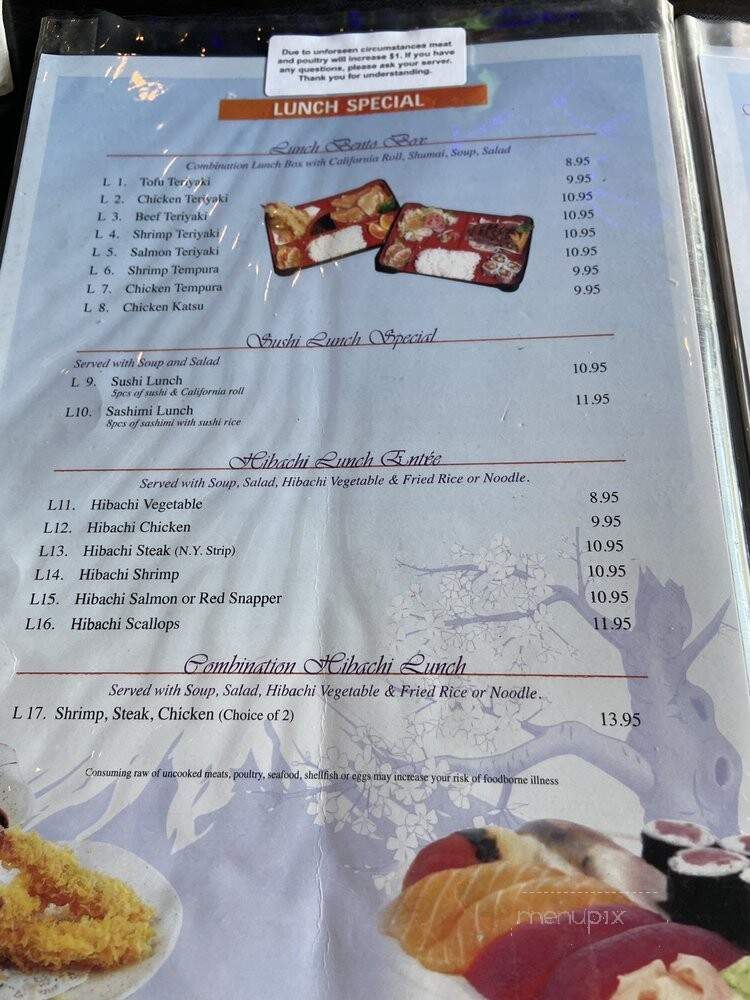 Due to unforseen circumstances meat
and poultry will increase $1. If you have
any questions, please ask your server.
Thank you for understanding.
LUNCH SPECIAL
Lunch Bento Box
Combination Lunch Box with California Roll, Shumai, Soup, Salad
L 1. Tofu Teriyaki 8.95
L 2. Chicken Teriyaki 9.95
L 3. Beef Teriyaki 10.95
L 4. Shrimp Teriyaki 10.95
L 5. Salmon Teriyaki 10.95
L 6. Shrimp Tempura 10.95
L 7. Chicken Tempura 9.95
L 8. Chicken Katsu 9.95
Sushi Lunch Special
Served with Soup and Salad
L 9. Sushi Lunch 10.95
5pcs of sushi & California roll
L10. Sashimi Lunch 11.95
8pcs of sashimi with sushi rice
Hibachi Lunch Entrée
Served with Soup, Salad, Hibachi Vegetable & Fried Rice or Noodle.
L11. Hibachi Vegetable 8.95
L12. Hibachi Chicken 9.95
L13. Hibachi Steak (N.Y. Strip) 10.95
L14. Hibachi Shrimp 10.95
L15. Hibachi Salmon or Red Snapper 10.95
L16. Hibachi Scallops 11.95
Combination Hibachi Lunch
Served with Soup, Salad, Hibachi Vegetable & Fried Rice or Noodle.
L 17. Shrimp, Steak, Chicken (Choice of 2) 13.95
Consuming raw of uncooked meats, poultry, seafood, shellfish or eggs may increase your risk of foodborne illness
menupix